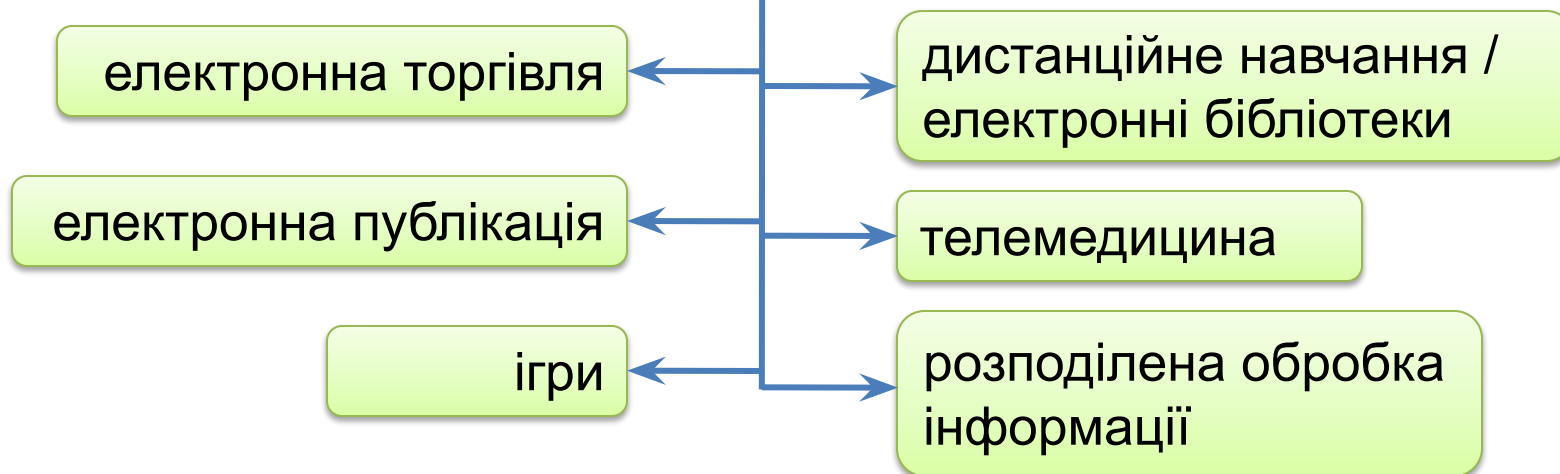 електронна торгівля
дистанційне навчання /
електронні бібліотеки
електронна публікація
телемедицина
ігри
розподілена обробка
інформації